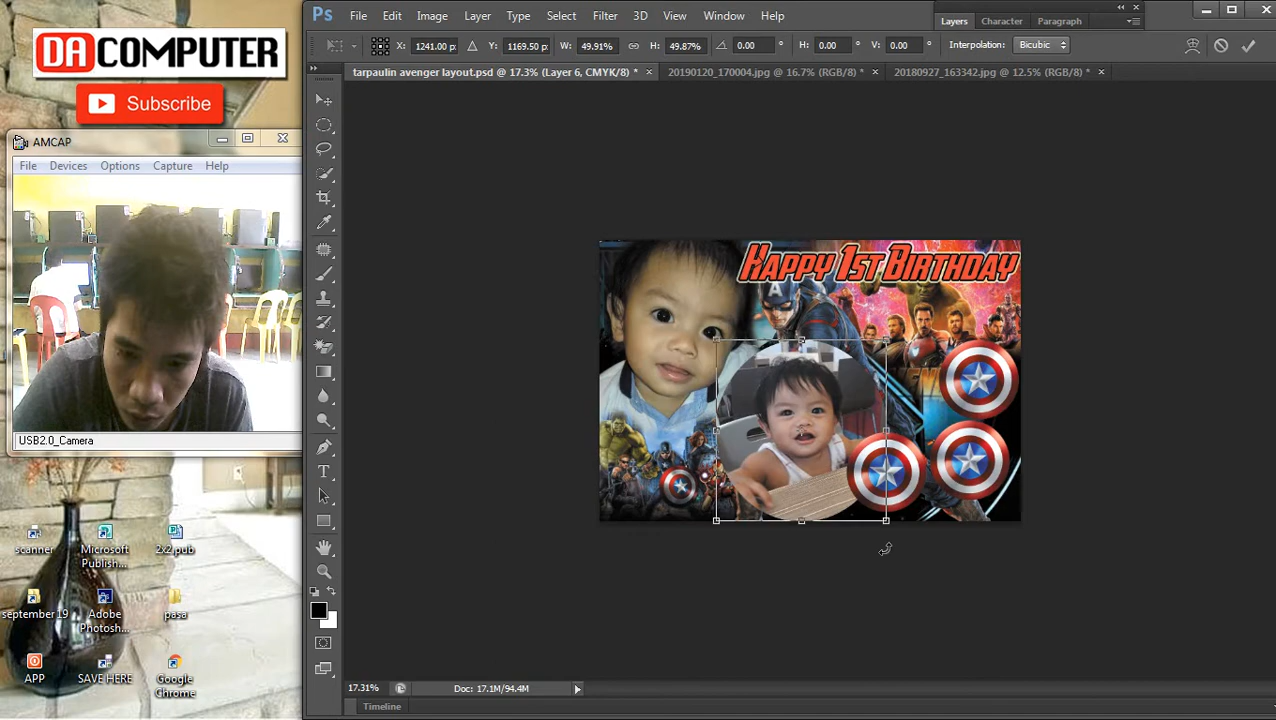 DA COMPUTER
Subscribe
AMCAP
File Devices Options Capture Help
USB2.0_Camera
scanner
Microsoft Publish...
2x2.pub
september 19
Adobe Photosh...
pasa
APP
SAVE HERE
Google Chrome
Ps File Edit Image Layer Type Select Filter 3D View Window Help
Layers Character Paragraph
X: 1241.00 p: Y: 1169.50 p: W: 49.91% H: 49.87% 0.00 ° H: 0.00 ° V: 0.00 ° Interpolation: Bicubic
tarpaulin avenger layout.psd @ 17.3% (Layer 6, CMYK/8) * × 20190120_170004.jpg @ 16.7% (RGB/8) * × 20180927_163342.jpg @ 12.5% (RGB/8) * ×
Happy 1st Birthday
17.31% Doc: 17.1M/94.4M
Timeline